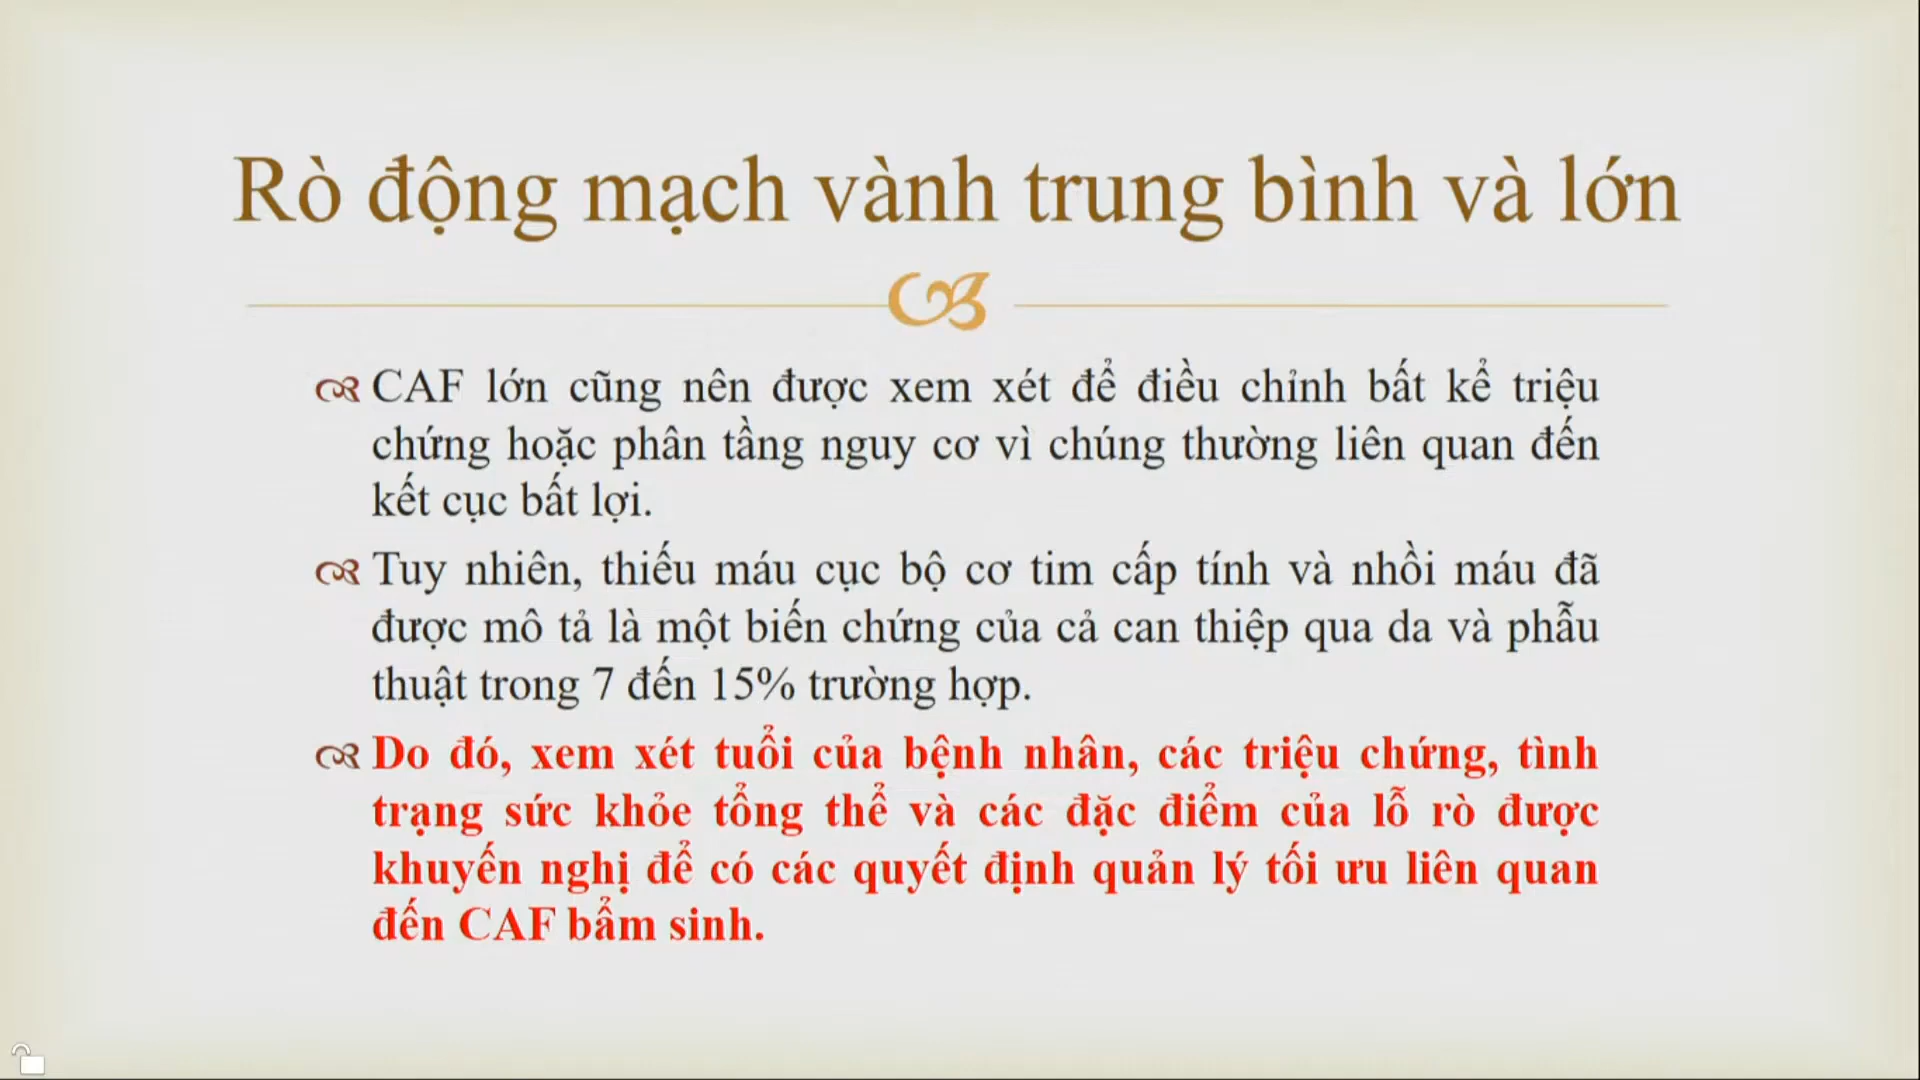 Rò động mạch vành trung bình và lớn
CAF lớn cũng nên được xem xét để điều chỉnh bất kể triệu
chứng hoặc phân tầng nguy cơ vì chúng thường liên quan đến
kết cục bất lợi.
Tuy nhiên, thiếu máu cục bộ cơ tim cấp tính và nhồi máu đã
được mô tả là một biến chứng của cả can thiệp qua da và phẫu
thuật trong 7 đến 15% trường hợp.
Do đó, xem xét tuổi của bệnh nhân, các triệu chứng, tình
trạng sức khỏe tổng thể và các đặc điểm của lỗ rò được
khuyến nghị để có các quyết định quản lý tối ưu liên quan
đến CAF bẩm sinh.